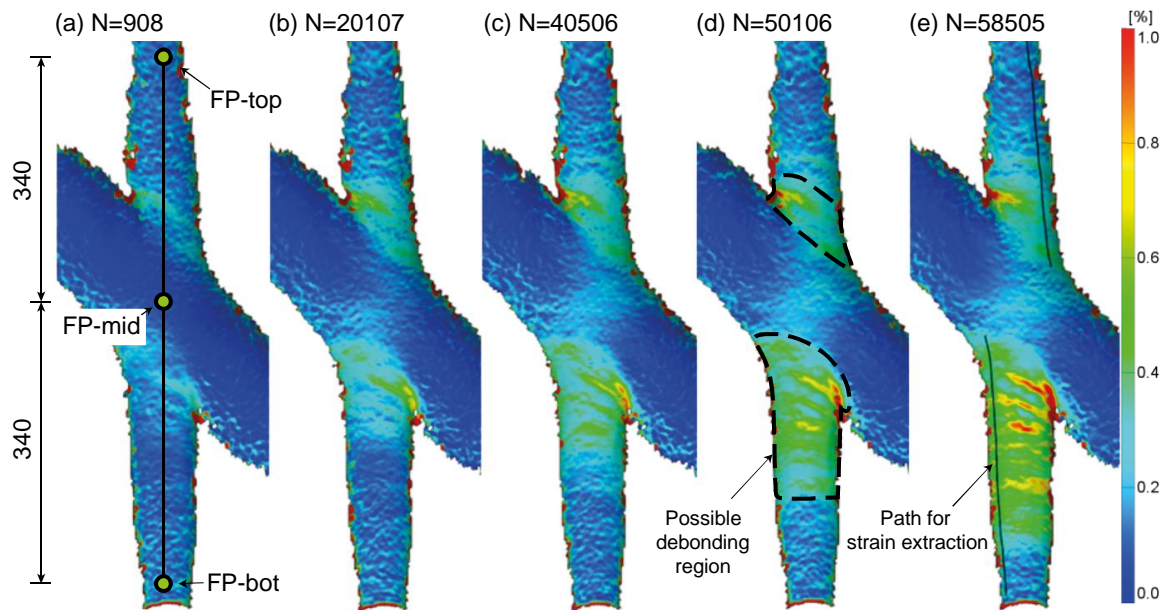 (a) N=908
(b) N=20107
(c) N=40506
(d) N=50106
(e) N=58505
[%]
1.0
0.8
0.6
0.4
0.2
0.0
FP-top
340
FP-mid
340
FP-bot
Possible
debonding
region
Path for
strain extraction